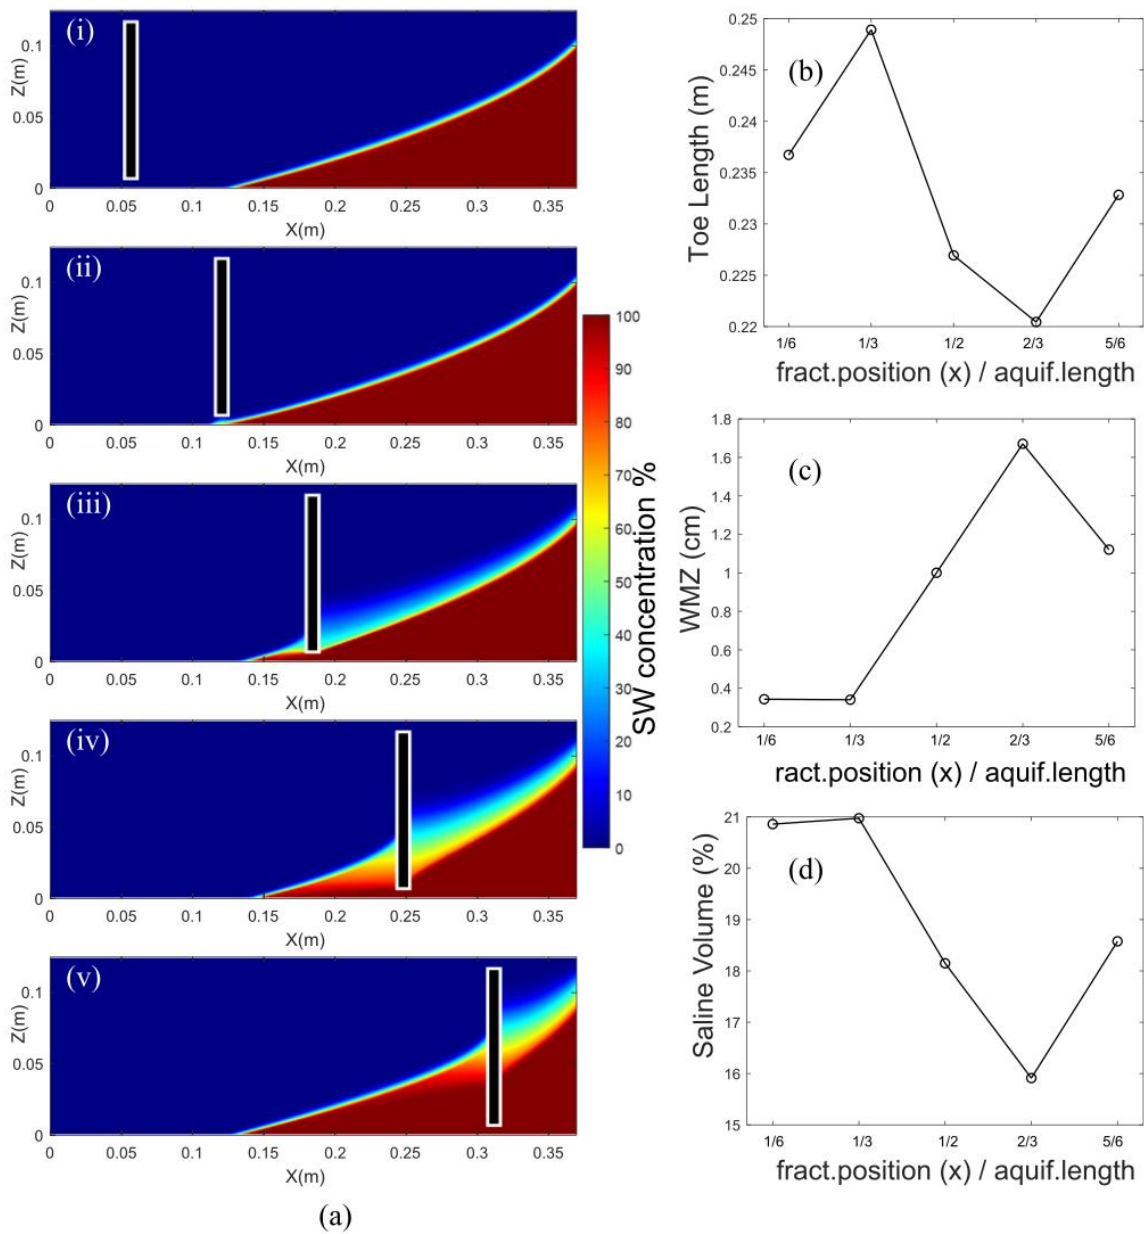 (i)
Z(m)
0.1
0.05
0
0 0.05 0.1 0.15 0.2 0.25 0.3 0.35
X(m)
(ii)
Z(m)
0.1
0.05
0
0 0.05 0.1 0.15 0.2 0.25 0.3 0.35
X(m)
(iii)
Z(m)
0.1
0.05
0
0 0.05 0.1 0.15 0.2 0.25 0.3 0.35
X(m)
(iv)
Z(m)
0.1
0.05
0
0 0.05 0.1 0.15 0.2 0.25 0.3 0.35
X(m)
(v)
Z(m)
0.1
0.05
0
0 0.05 0.1 0.15 0.2 0.25 0.3 0.35
X(m)
(a)
100
90
80
70
60
50
40
30
20
10
0
SW concentration %
(b)
Toe Length (m)
0.25
0.245
0.24
0.235
0.23
0.225
0.22
1/6 1/3 1/2 2/3 5/6
fract.position (x) / aquif.length
(c)
WMZ (cm)
1.8
1.6
1.4
1.2
1
0.8
0.6
0.4
0.2
1/6 1/3 1/2 2/3 5/6
ract.position (x) / aquif.length
(d)
Saline Volume (%)
21
20
19
18
17
16
15
1/6 1/3 1/2 2/3 5/6
fract.position (x) / aquif.length